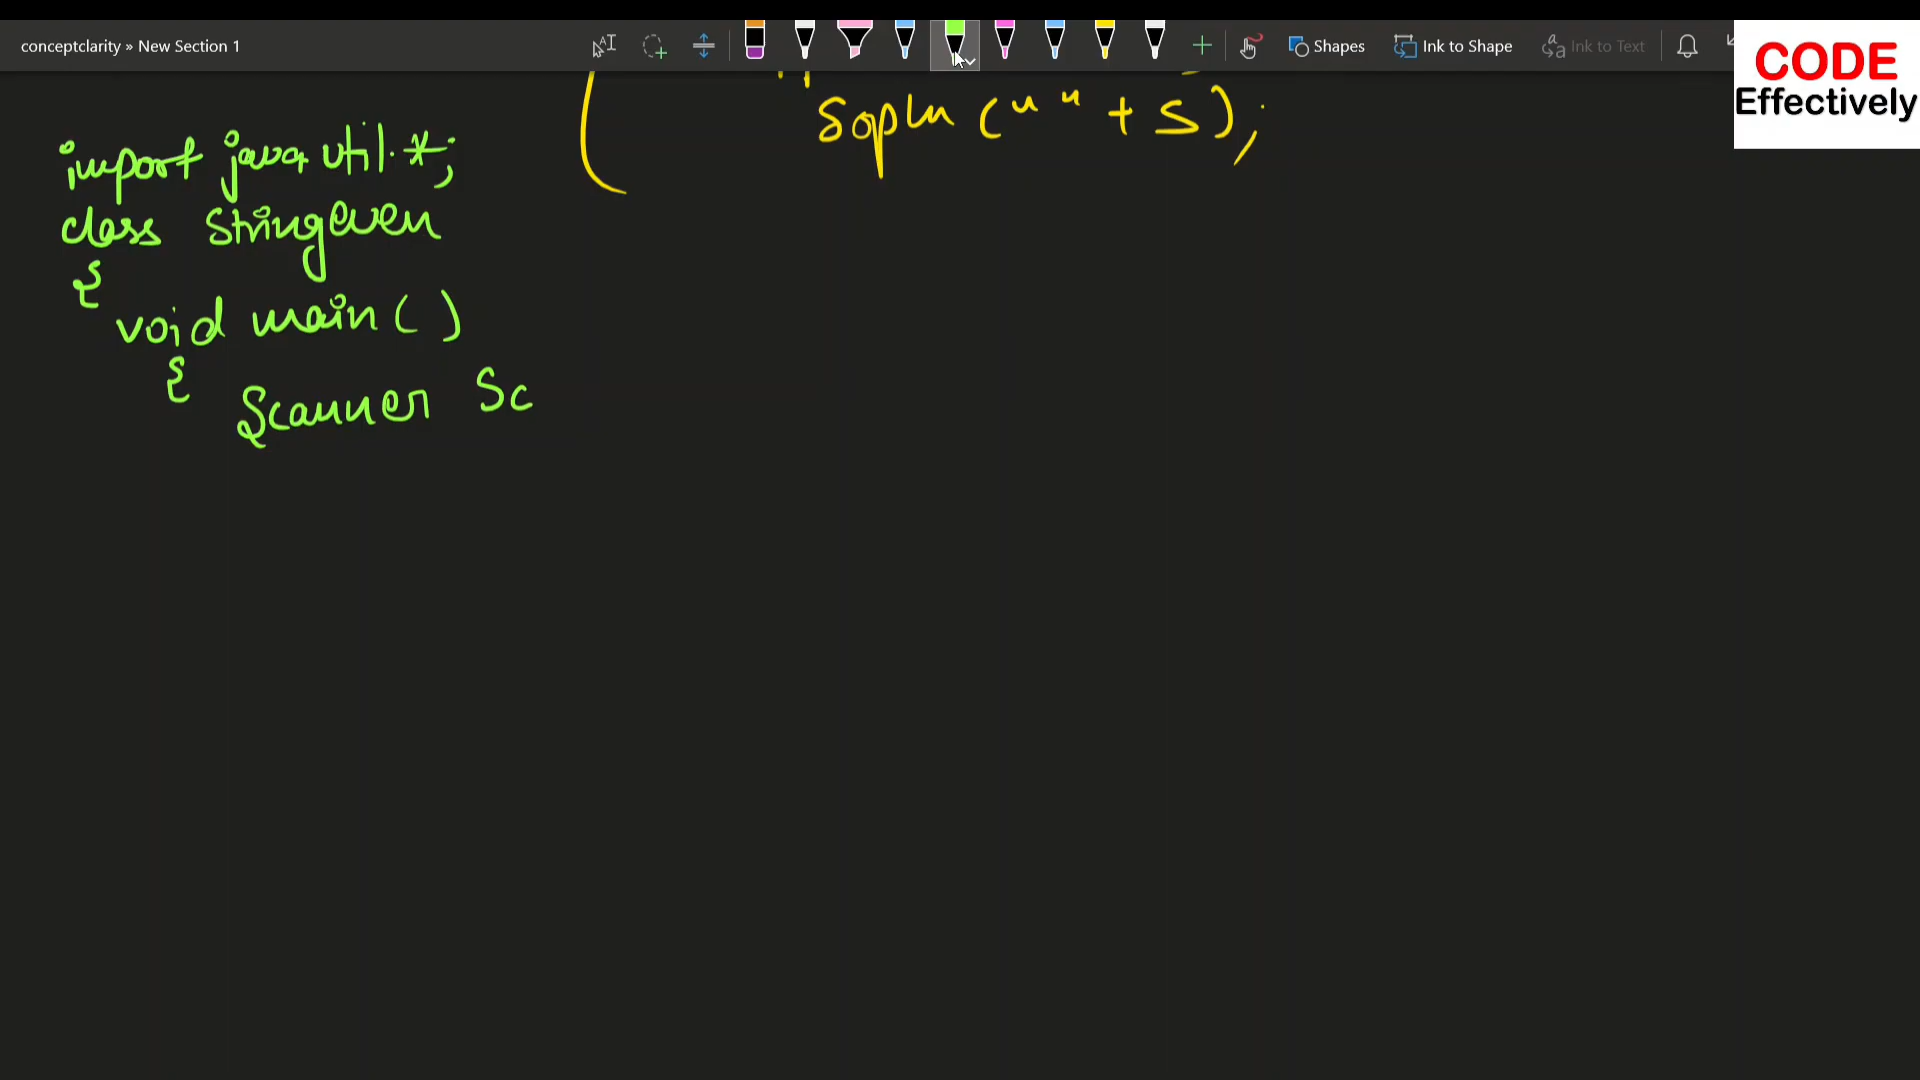 conceptclarity » New Section 1
Shapes
Ink to Shape
Ink to Text
CODE
Effectively
Sopln (" " + S);
import java util.*;
class Stringeven
{
void main( )
{ Scanner Sc